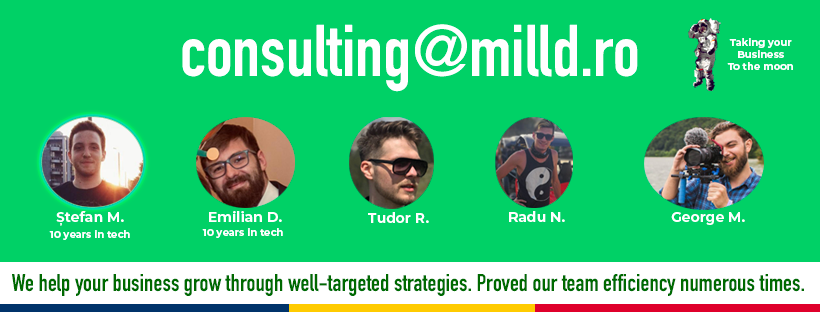 consulting@milld.ro
Taking your
Business
To the moon
Ștefan M.
10 years in tech
Emilian D.
10 years in tech
Tudor R.
Radu N.
George M.
We help your business grow through well-targeted strategies. Proved our team efficiency numerous times.